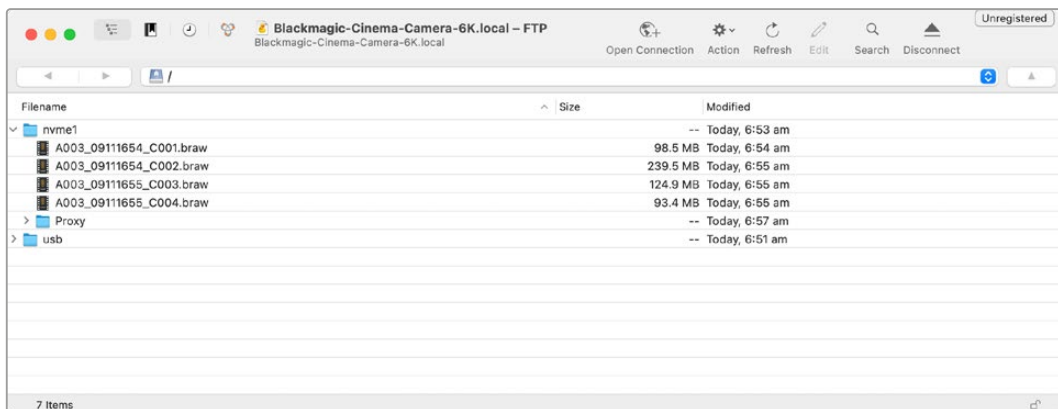 Unregistered
Blackmagic-Cinema-Camera-6K.local – FTP
Blackmagic-Cinema-Camera-6K.local
Open Connection Action Refresh Edit Search Disconnect
/
Filename Size Modified
nvme1 -- Today, 6:53 am
A003_09111654_C001.braw 98.5 MB Today, 6:54 am
A003_09111654_C002.braw 239.5 MB Today, 6:55 am
A003_09111655_C003.braw 124.9 MB Today, 6:55 am
A003_09111655_C004.braw 93.4 MB Today, 6:55 am
Proxy -- Today, 6:57 am
usb -- Today, 6:51 am
7 Items